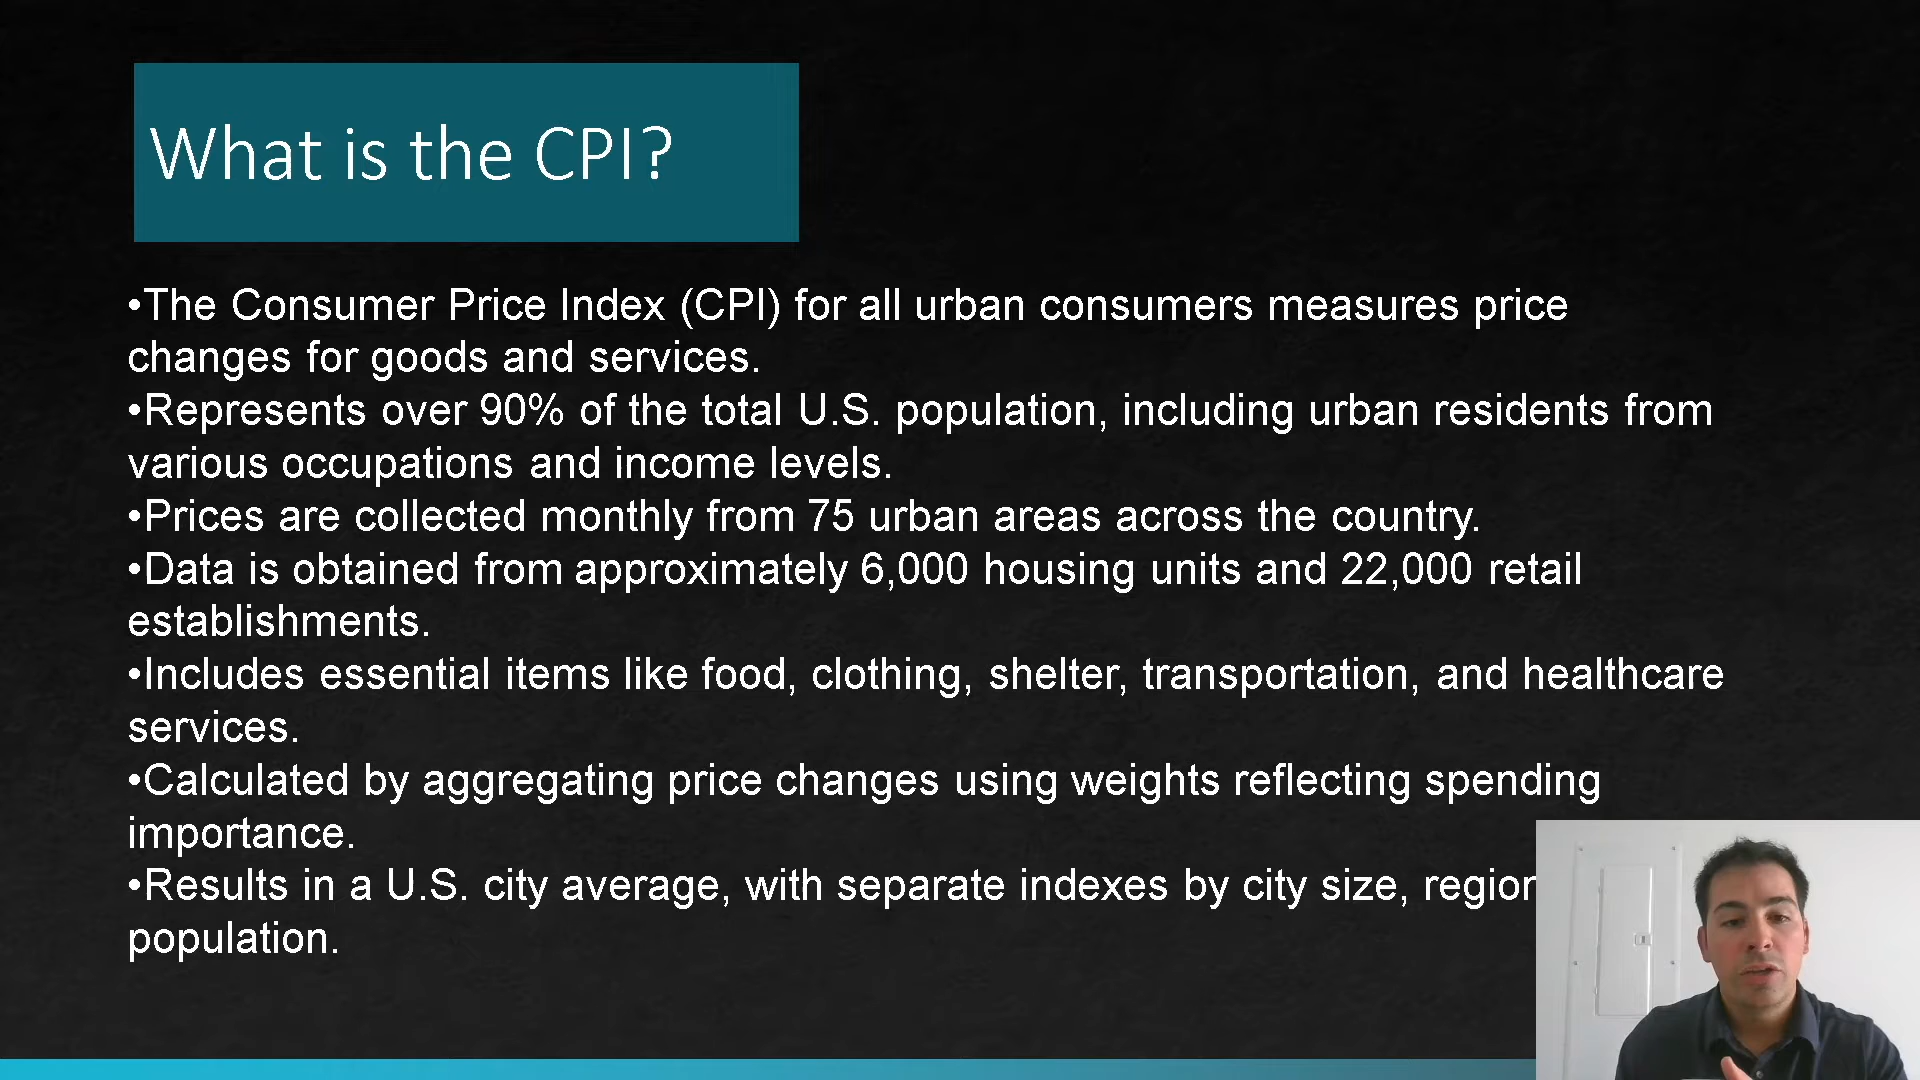 What is the CPI?
•The Consumer Price Index (CPI) for all urban consumers measures price
changes for goods and services.
•Represents over 90% of the total U.S. population, including urban residents from
various occupations and income levels.
•Prices are collected monthly from 75 urban areas across the country.
•Data is obtained from approximately 6,000 housing units and 22,000 retail
establishments.
•Includes essential items like food, clothing, shelter, transportation, and healthcare
services.
•Calculated by aggregating price changes using weights reflecting spending
importance.
•Results in a U.S. city average, with separate indexes by city size,
population.